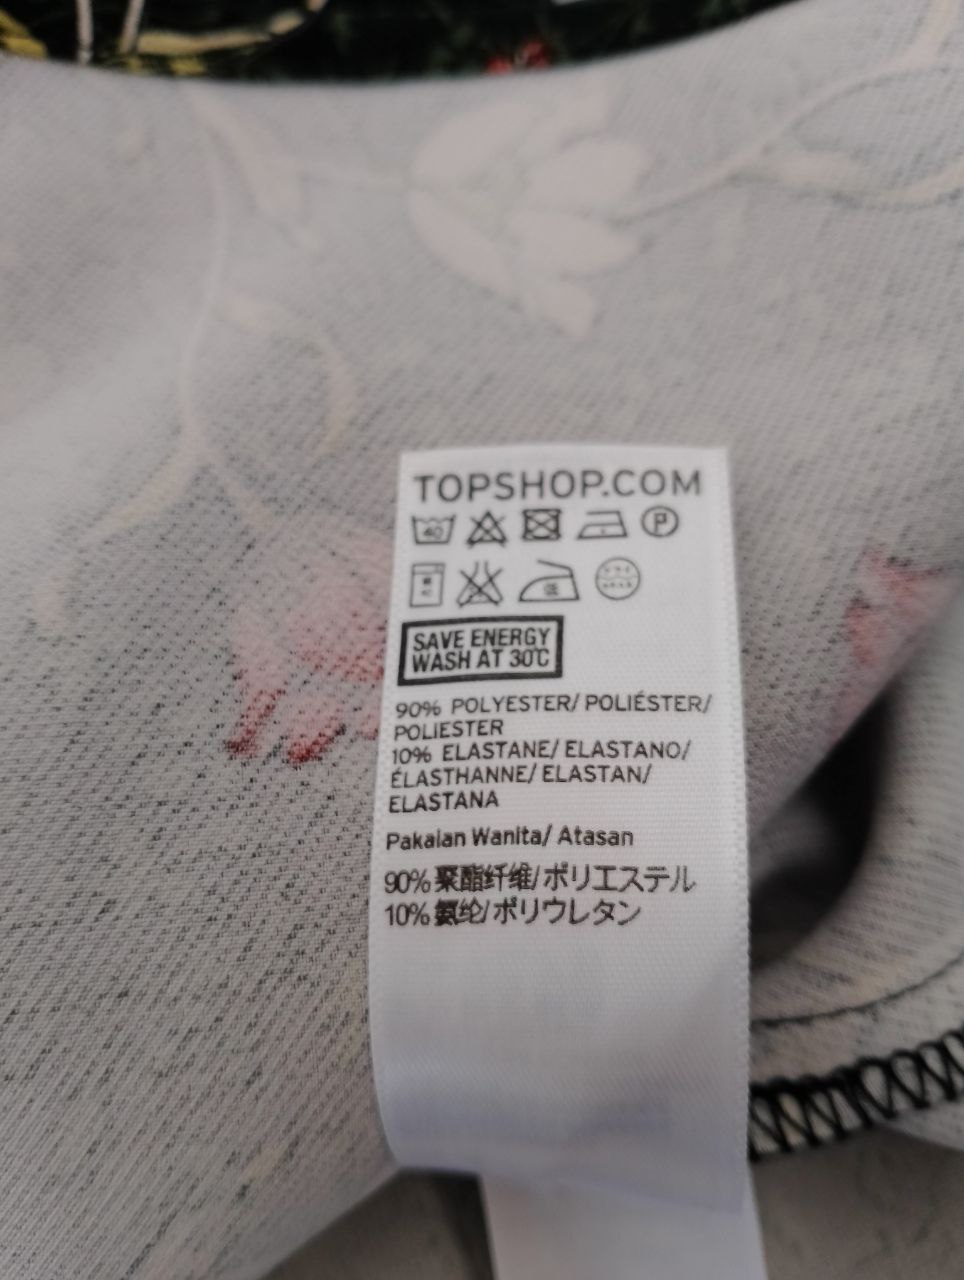 TOPSHOP.COM
40 P
SAVE ENERGY
WASH AT 30°C
90% POLYESTER/ POLIÉSTER/
POLIESTER
10% ELASTANE/ ELASTANO/
ÉLASTHANNE/ ELASTAN/
ELASTANA
Pakaian Wanita/ Atasan
90%聚酯纤维/ポリエステル
10%氨纶/ポリウレタン